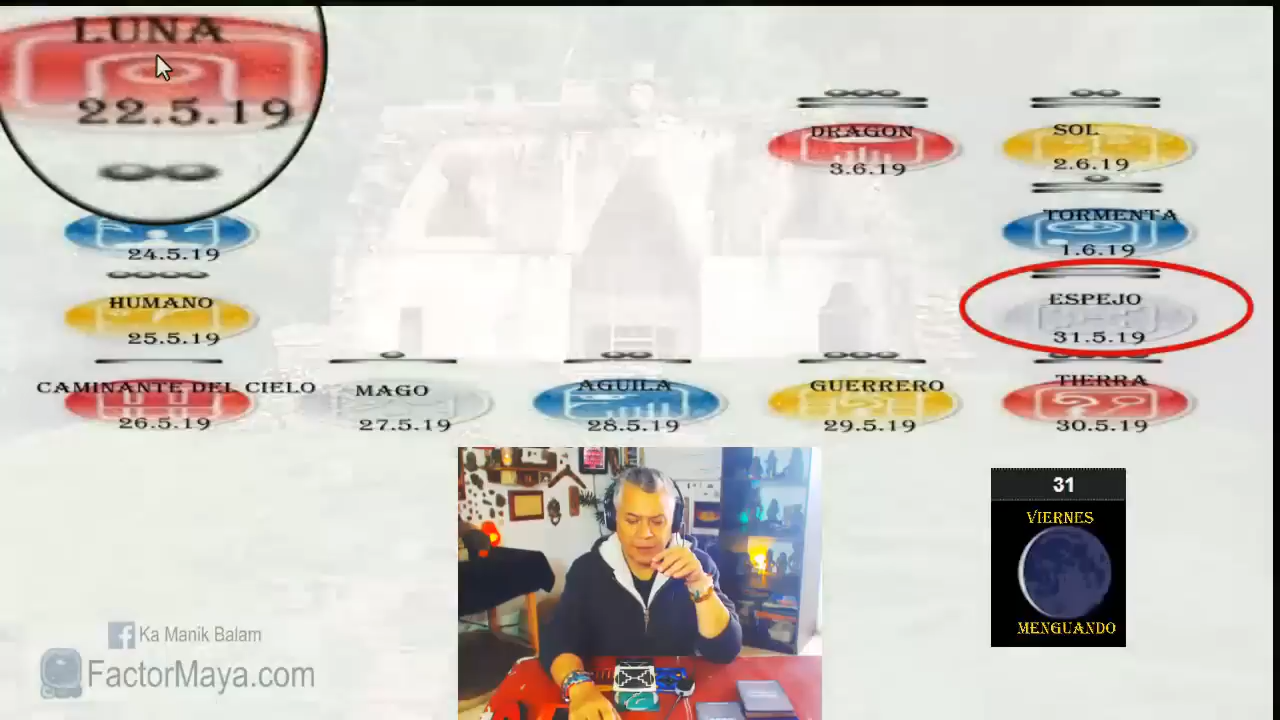 LUNA
22.5.19
DRAGON
3.6.19
SOL
2.6.19
24.5.19
TORMENTA
1.6.19
HUMANO
25.5.19
ESPEJO
31.5.19
CAMINANTE DEL CIELO
26.5.19
MAGO
27.5.19
AGUILA
28.5.19
GUERRERO
29.5.19
TIERRA
30.5.19
31
VIERNES
MENGUANDO
Ka Manik Balam
FactorMaya.com